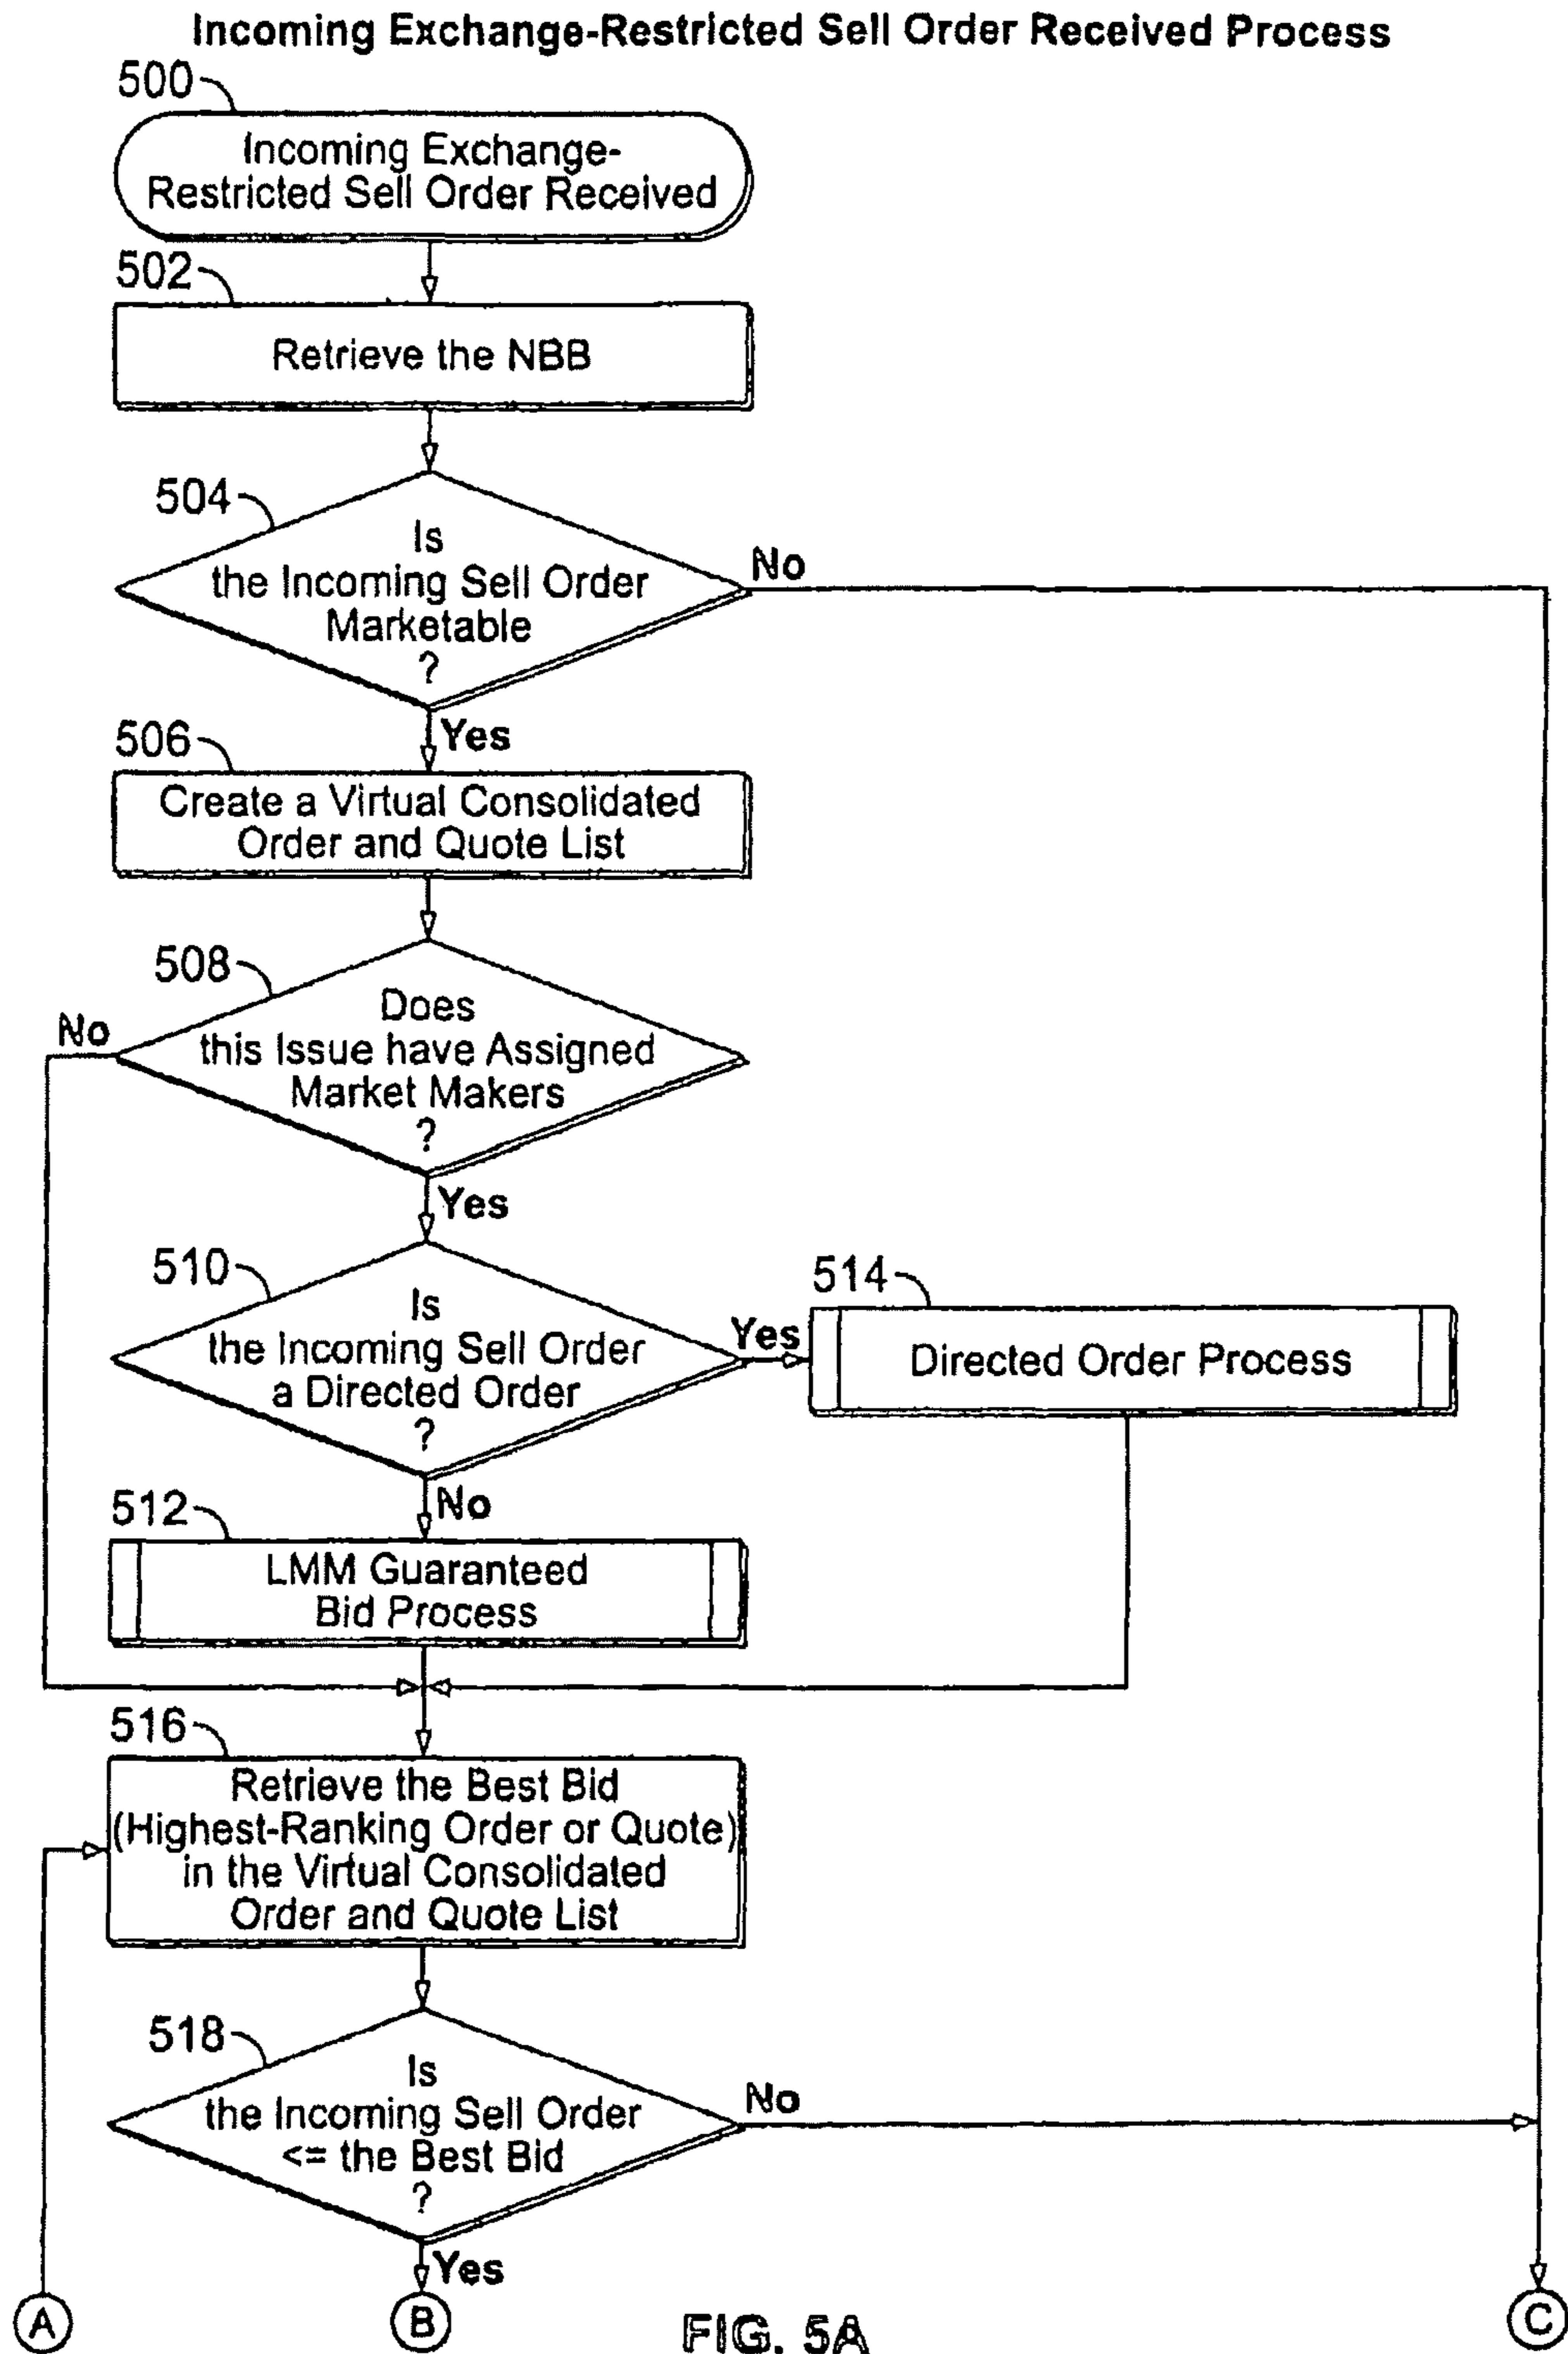 Incoming Exchange-Restricted Sell Order Received Process
500
Incoming Exchange-
Restricted Sell Order Received
502
Retrieve the NBB
504
Is
the Incoming Sell Order
Marketable
?
No
Yes
506
Create a Virtual Consolidated
Order and Quote List
508
Does
this Issue have Assigned
Market Makers
?
No
Yes
510
Is
the Incoming Sell Order
a Directed Order
?
Yes
514
Directed Order Process
No
512
LMM Guaranteed
Bid Process
516
Retrieve the Best Bid
(Highest-Ranking Order or Quote)
in the Virtual Consolidated
Order and Quote List
518
Is
the Incoming Sell Order
<= the Best Bid
?
No
Yes
A
B
C
FIG. 5A